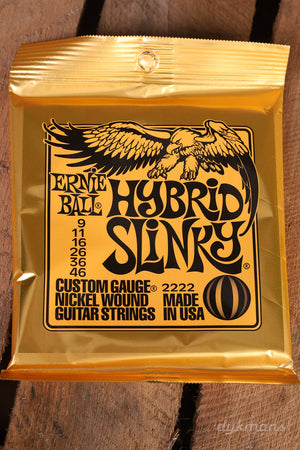 ERNIE BALL®
HYBRID
SLINKY®
9
11
16
26
36
46
CUSTOM GAUGE® 2222
NICKEL WOUND MADE
GUITAR STRINGS IN USA
dyxmans